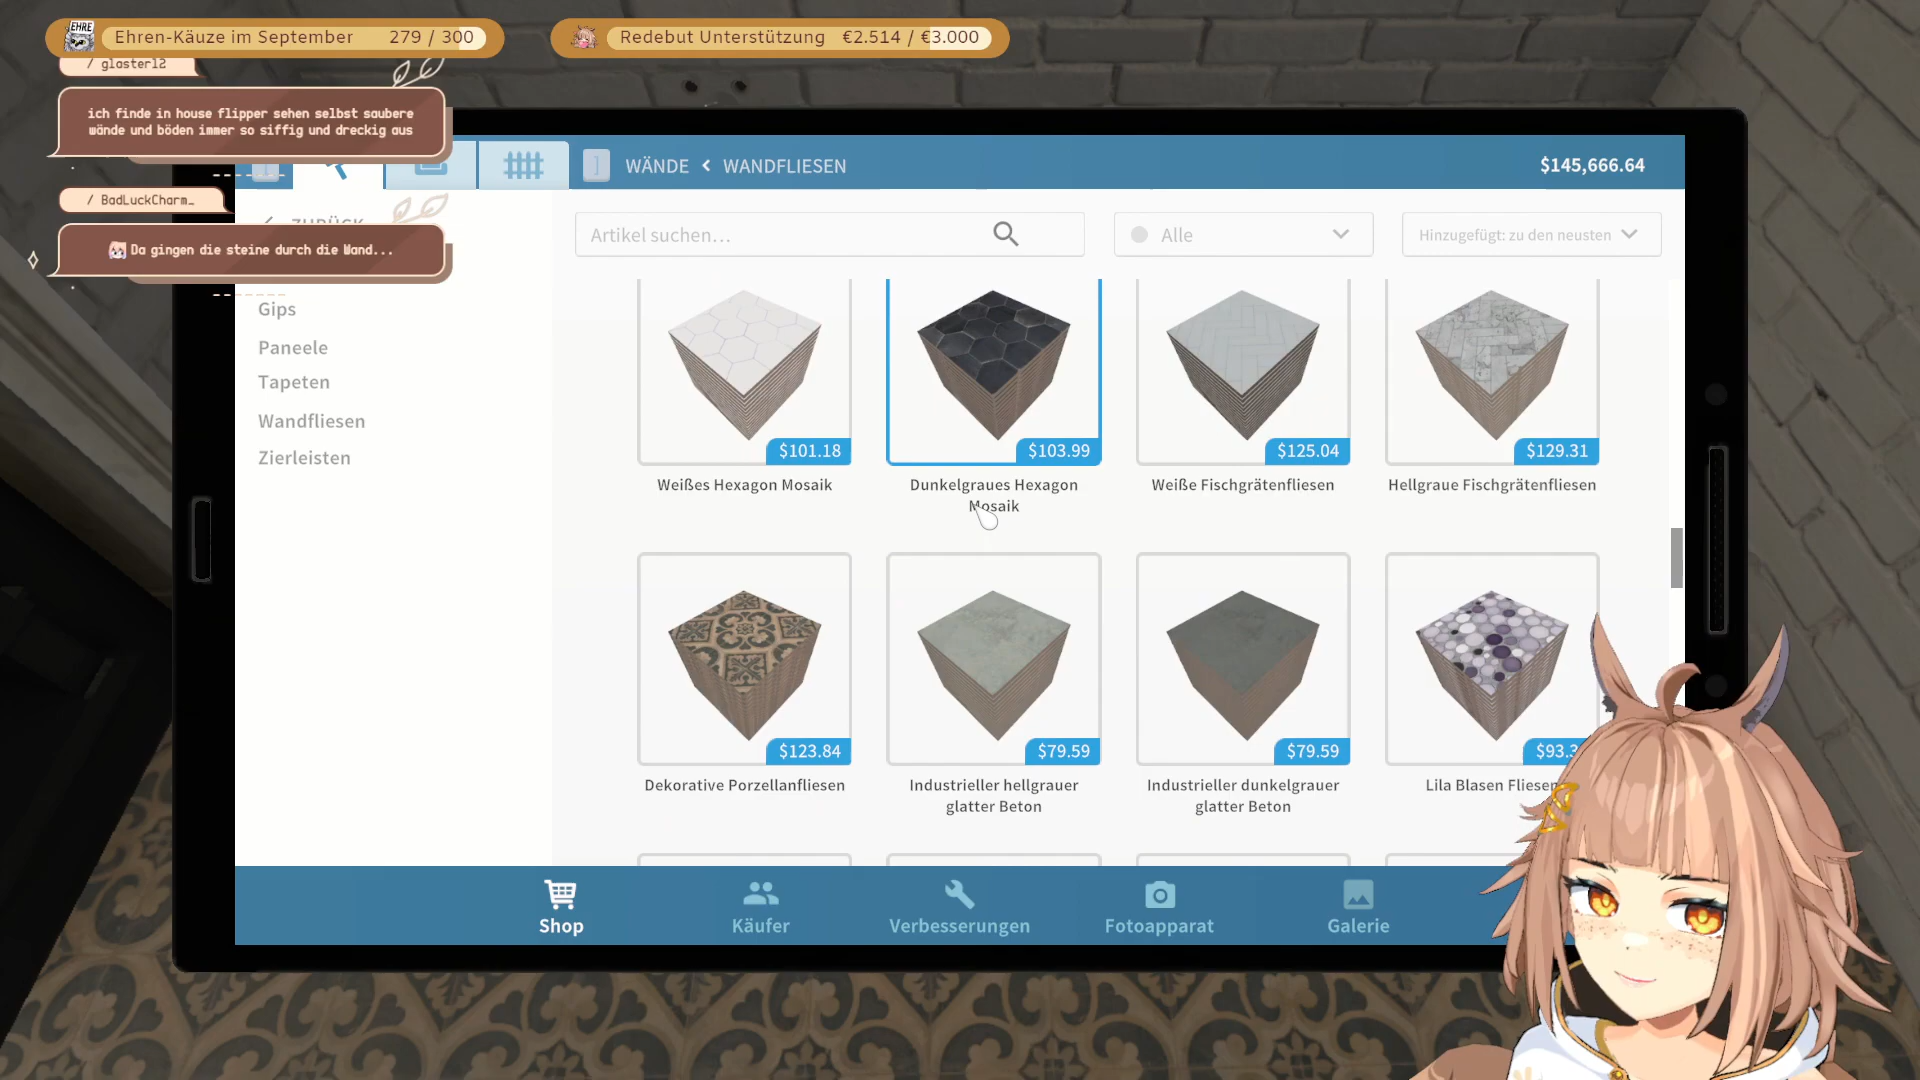 EHRE
Ehren-Käuze im September 279 / 300
Redebut Unterstützung €2.514 / €3.000
/ glaster12
ich finde in house flipper sehen selbst saubere
wände und böden immer so siffig und dreckig aus
/ BadLuckCharm_
Da gingen die steine durch die Wand...
WÄNDE < WANDFLIESEN
$145,666.64
< ZURÜCK
Gips
Paneele
Tapeten
Wandfliesen
Zierleisten
Artikel suchen...
Alle
Hinzugefügt: zu den neusten
$101.18
Weißes Hexagon Mosaik
$103.99
Dunkelgraues Hexagon
Mosaik
$125.04
Weiße Fischgrätenfliesen
$129.31
Hellgraue Fischgrätenfliesen
$123.84
Dekorative Porzellanfliesen
$79.59
Industrieller hellgrauer
glatter Beton
$79.59
Industrieller dunkelgrauer
glatter Beton
$93.3
Lila Blasen Fliesen
Shop
Käufer
Verbesserungen
Fotoapparat
Galerie